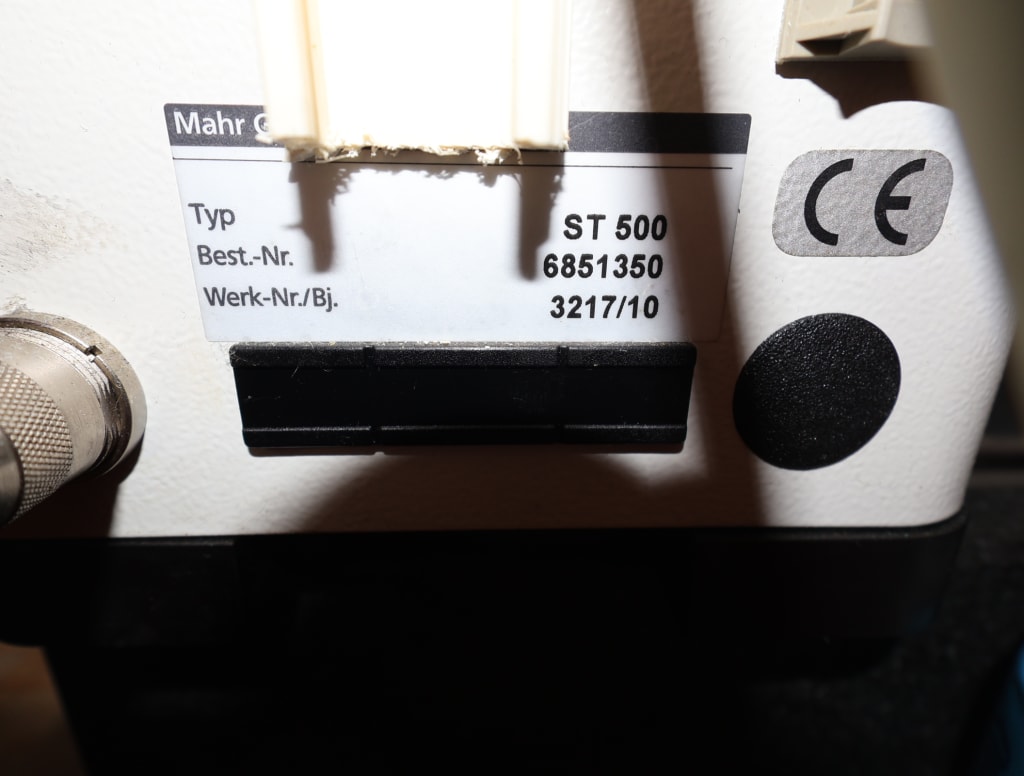 Mahr G
Typ ST 500
Best.-Nr. 6851350
Werk-Nr./Bj. 3217/10
CE